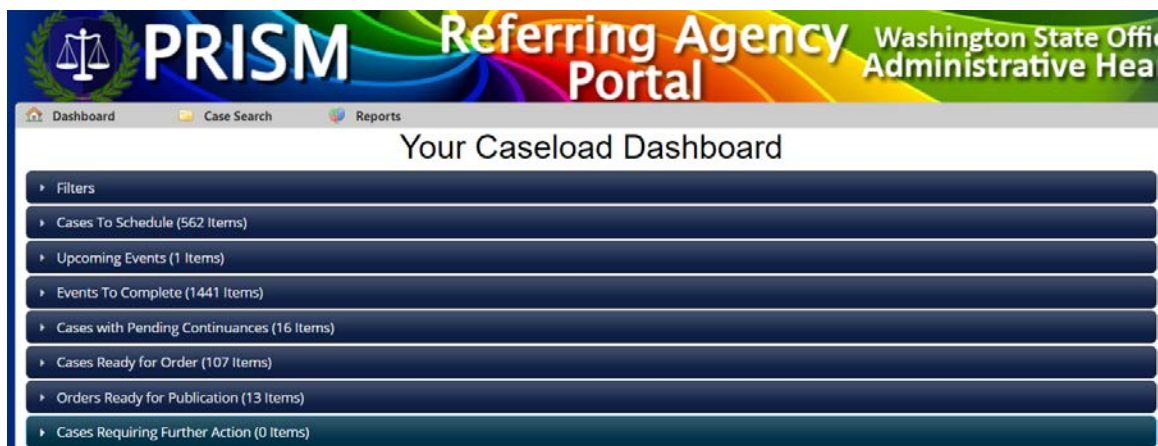 PRISM
Referring Agency
Portal
Washington State Offi
Administrative Hea
Dashboard Case Search Reports
Your Caseload Dashboard
Filters
Cases To Schedule (562 Items)
Upcoming Events (1 Items)
Events To Complete (1441 Items)
Cases with Pending Continuances (16 Items)
Cases Ready for Order (107 Items)
Orders Ready for Publication (13 Items)
Cases Requiring Further Action (0 Items)